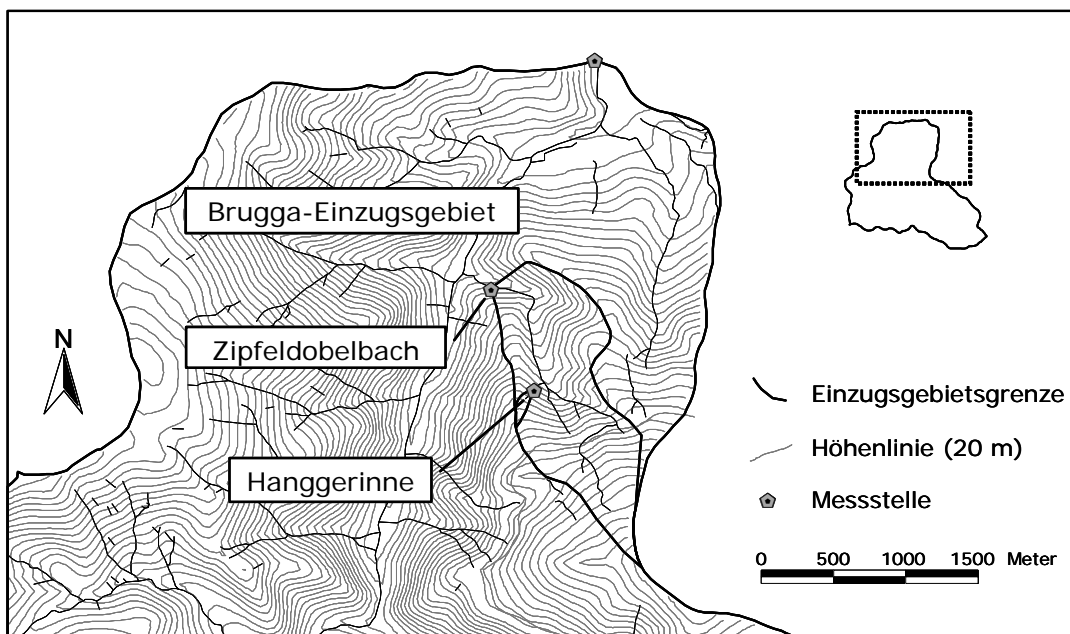 Brugga-Einzugsgebiet
Zipfeldobelbach
Hanggerinne
N
Einzugsgebietsgrenze
Höhenlinie (20 m)
Messstelle
0 500 1000 1500 Meter